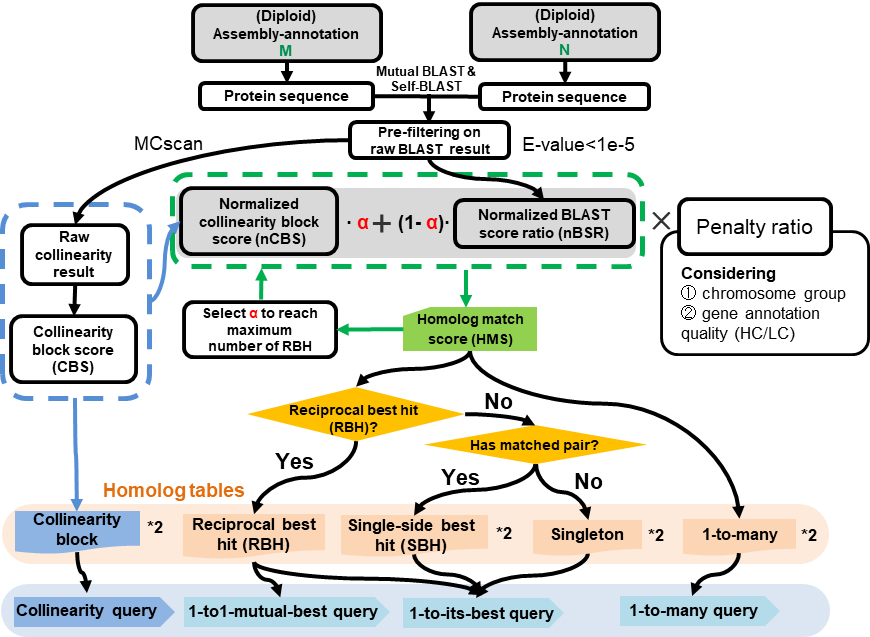 (Diploid)
Assembly-annotation
M
(Diploid)
Assembly-annotation
N
Mutual BLAST &
Self-BLAST
Protein sequence
Protein sequence
Pre-filtering on
raw BLAST result
MCscan
E-value<1e-5
Normalized
collinearity block
score (nCBS)
· α + (1- α)·
Normalized BLAST
score ratio (nBSR)
×
Penalty ratio
Considering
① chromosome group
② gene annotation
quality (HC/LC)
Raw
collinearity
result
Collinearity
block score
(CBS)
Select α to reach
maximum
number of RBH
Homolog match
score (HMS)
Reciprocal best hit
(RBH)?
No
Has matched pair?
Yes
Yes
No
Homolog tables
Collinearity
block
*2
Reciprocal best
hit (RBH)
Single-side best
hit (SBH)
*2
Singleton
*2
1-to-many
*2
Collinearity query
1-to1-mutual-best query
1-to-its-best query
1-to-many query